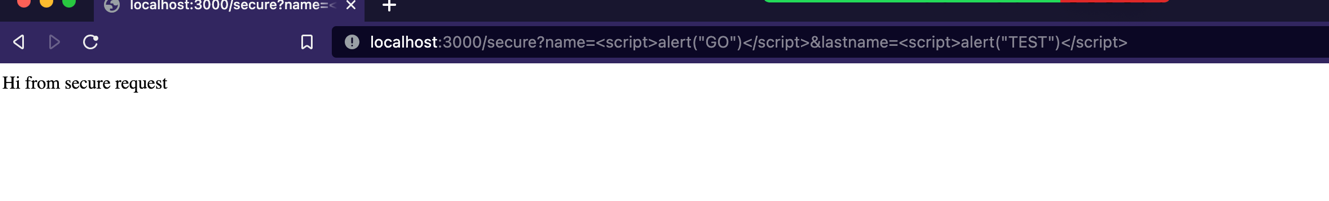 localhost:3000/secure?name=<
localhost:3000/secure?name=<script>alert("GO")</script>&lastname=<script>alert("TEST")</script>
Hi from secure request